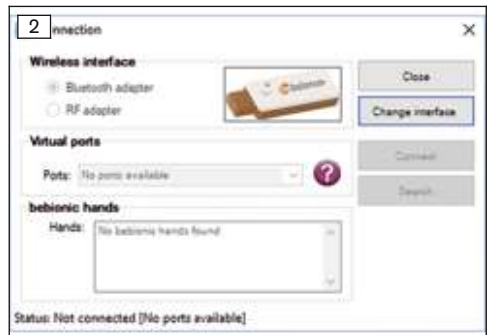 2
nnection
Wireless interface
Bluetooth adapter
RF adapter
Close
Change interface
Virtual ports
Ports: No ports available
?
Connect
Search
bebionic hands
Hands: No bebionic hands found
Status: Not connected [No ports available]